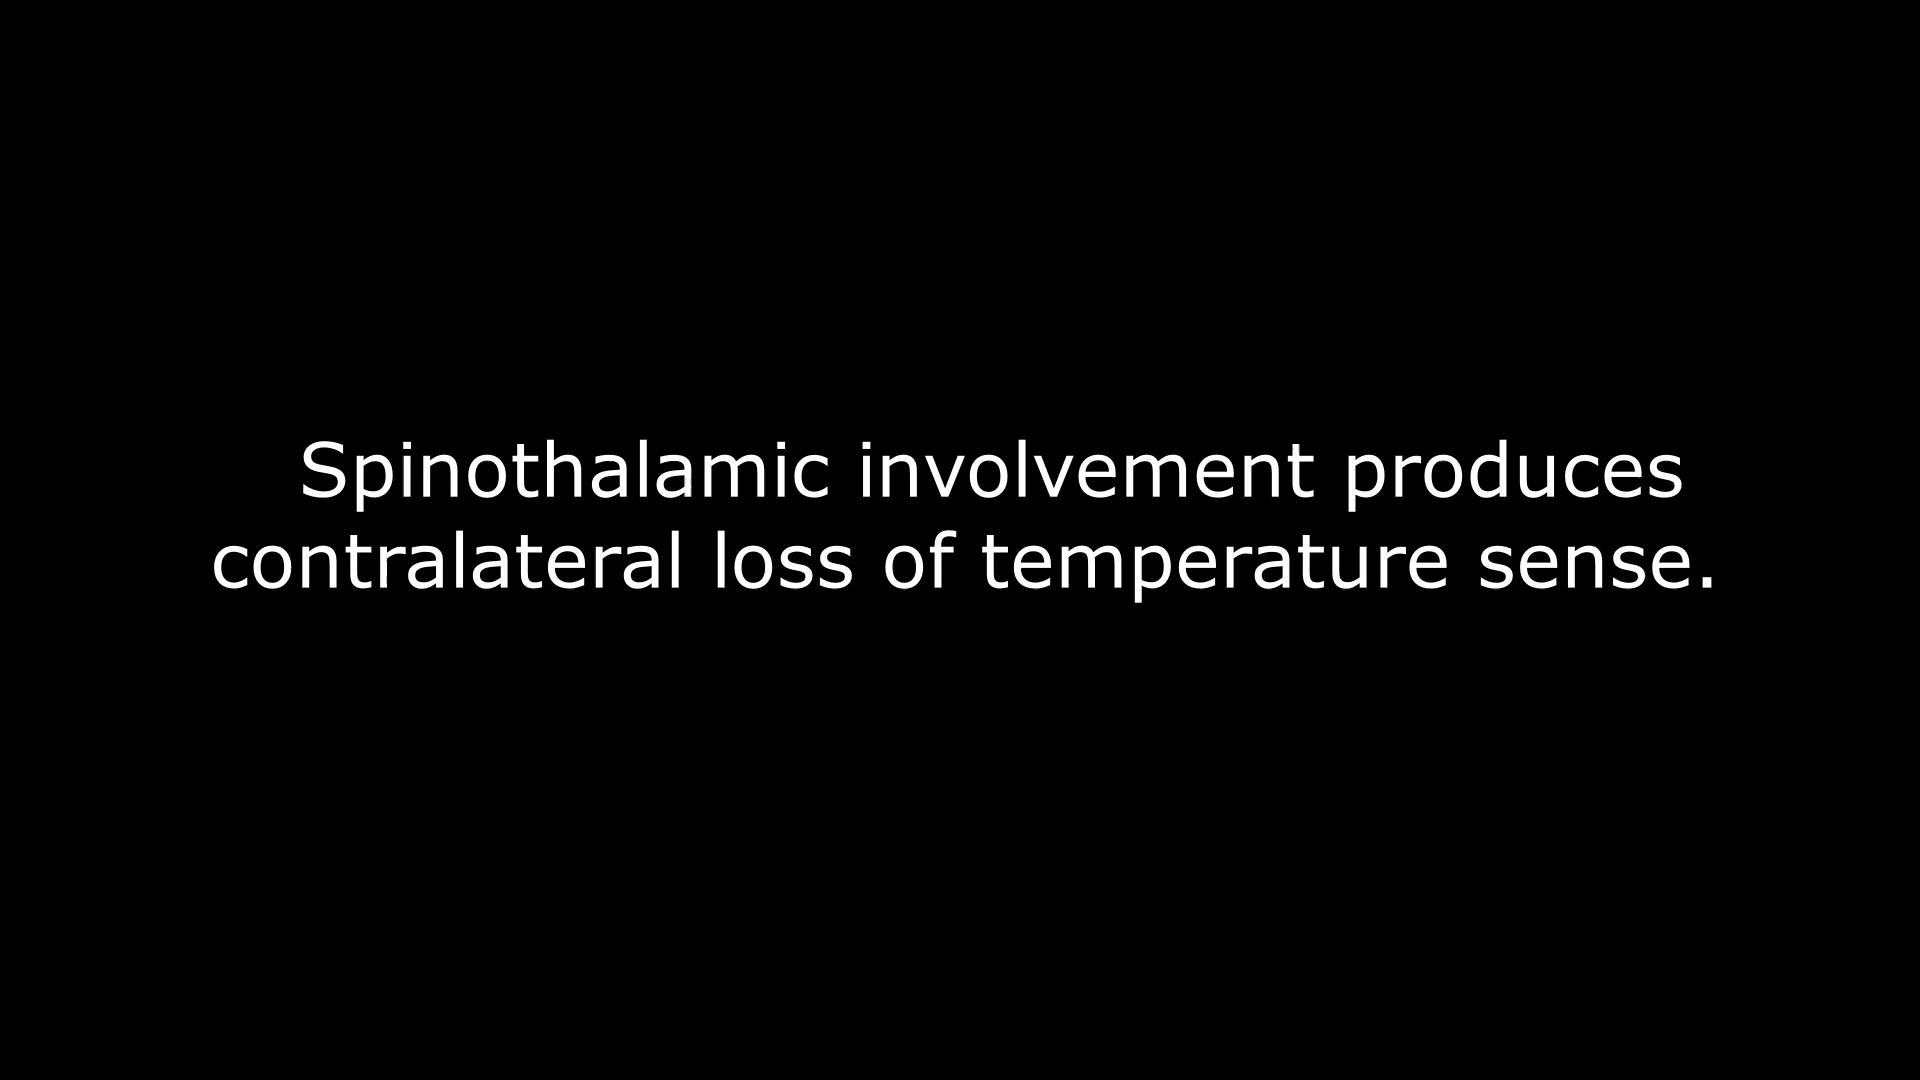 Spinothalamic involvement produces
contralateral loss of temperature sense.